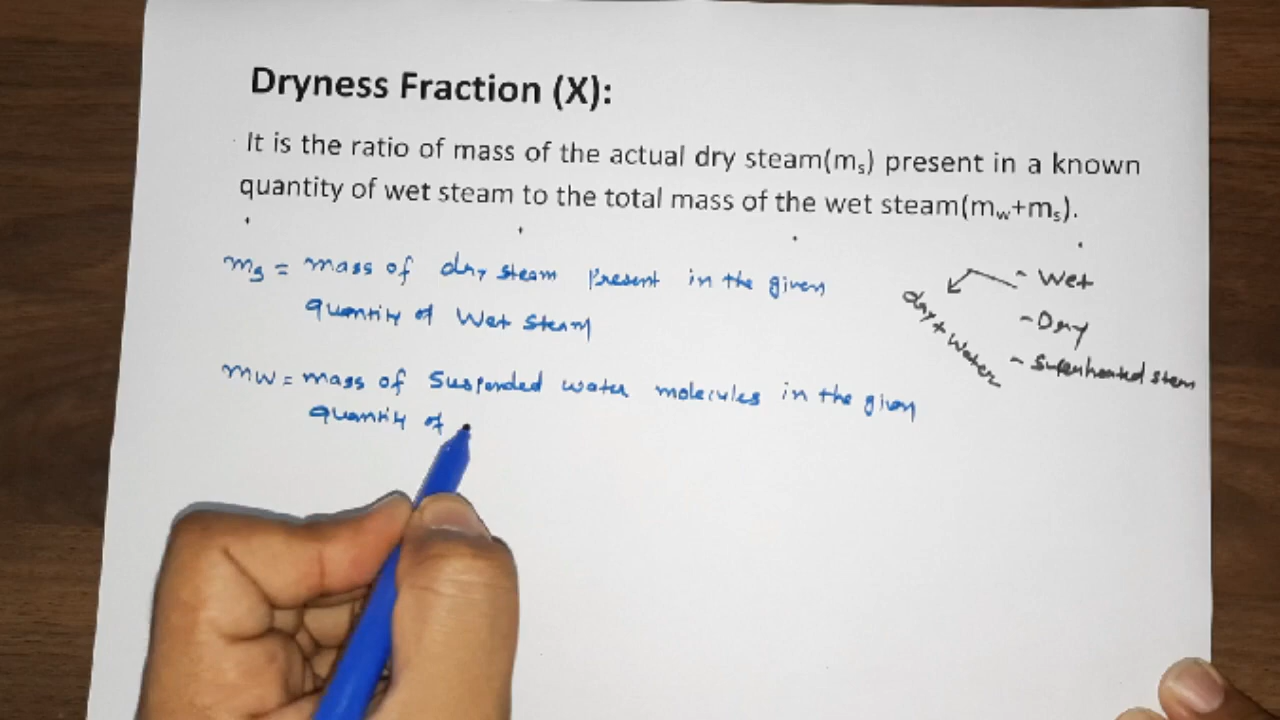 Dryness Fraction (X):
It is the ratio of mass of the actual dry steam(ms) present in a known
quantity of wet steam to the total mass of the wet steam(mw+ms).
ms = mass of dry steam present in the given
quantity of Wet Steam
mw = mass of Suspended water molecules in the given
quantity of
- Wet
- Dry
- Superheated stem
dry + Water